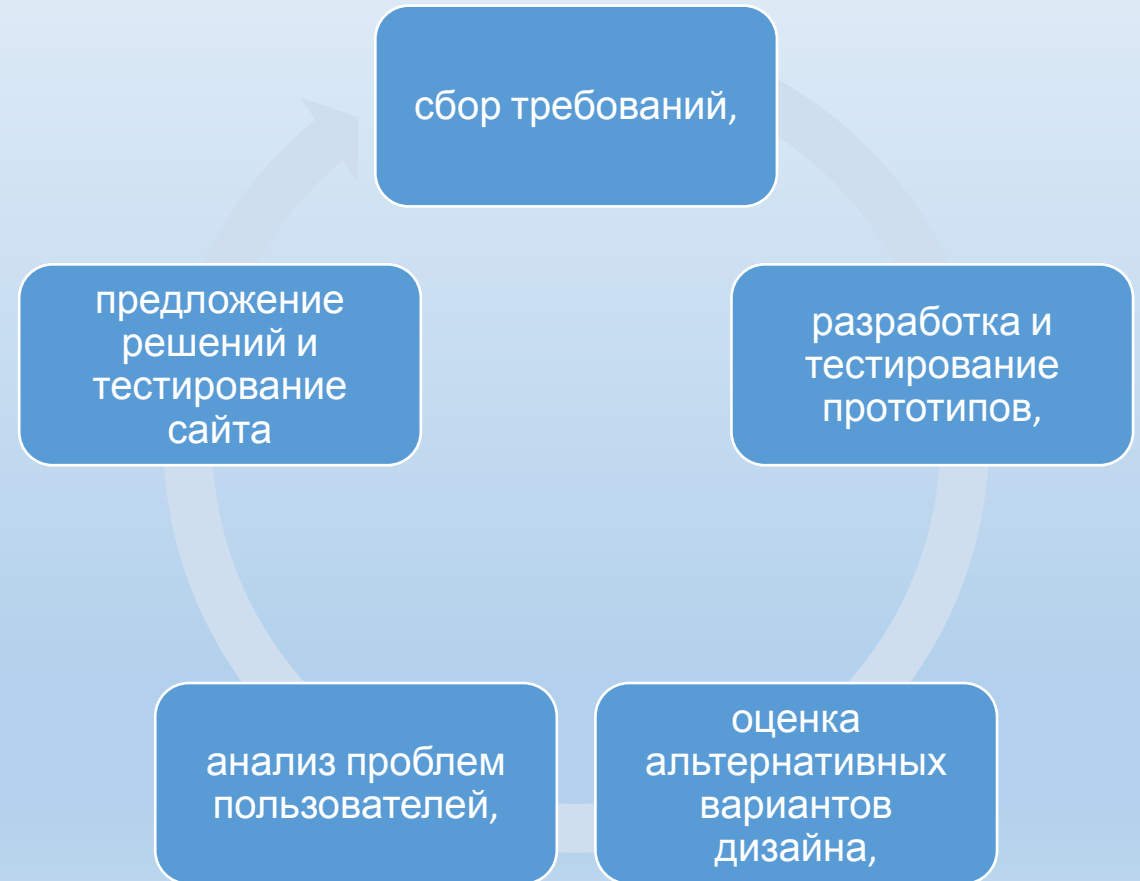 сбор требований,
разработка и
тестирование
прототипов,
оценка
альтернативных
вариантов
дизайна,
анализ проблем
пользователей,
предложение
решений и
тестирование
сайта